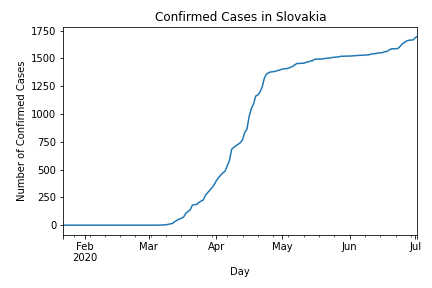 Confirmed Cases in Slovakia
1750
1500
1250
1000
750
500
250
0
Number of Confirmed Cases
Feb Mar Apr May Jun Jul
2020
Day